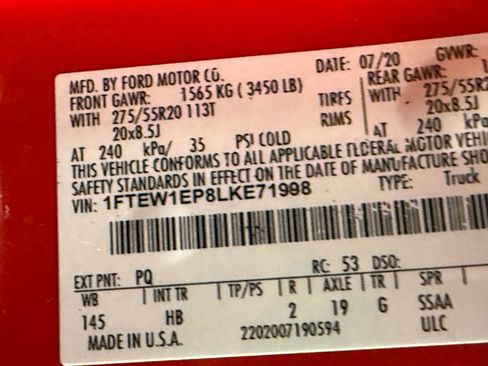 MFD. BY FORD MOTOR CO.
DATE: 07/20 GVWR:
FRONT GAWR: 1565 KG ( 3450 LB) REAR GAWR:
WITH 275/55R20 113T TIRES WITH 275/55R2
20x8.5J RIMS 20x8.5J
AT 240 kPa/ 35 PSI COLD AT 240 kPa
THIS VEHICLE CONFORMS TO ALL APPLICABLE FEDERAL MOTOR VEHI
SAFETY STANDARDS IN EFFECT ON THE DATE OF MANUFACTURE SHO
VIN: 1FTEW1EP8LKE71998 TYPE: Truck
EXT PNT: PQ RC: 53 DSO:
WB INT TR TP/PS R AXLE TR SPR
145 HB 2 19 G SSAA
MADE IN U.S.A. 2202007190594 ULC